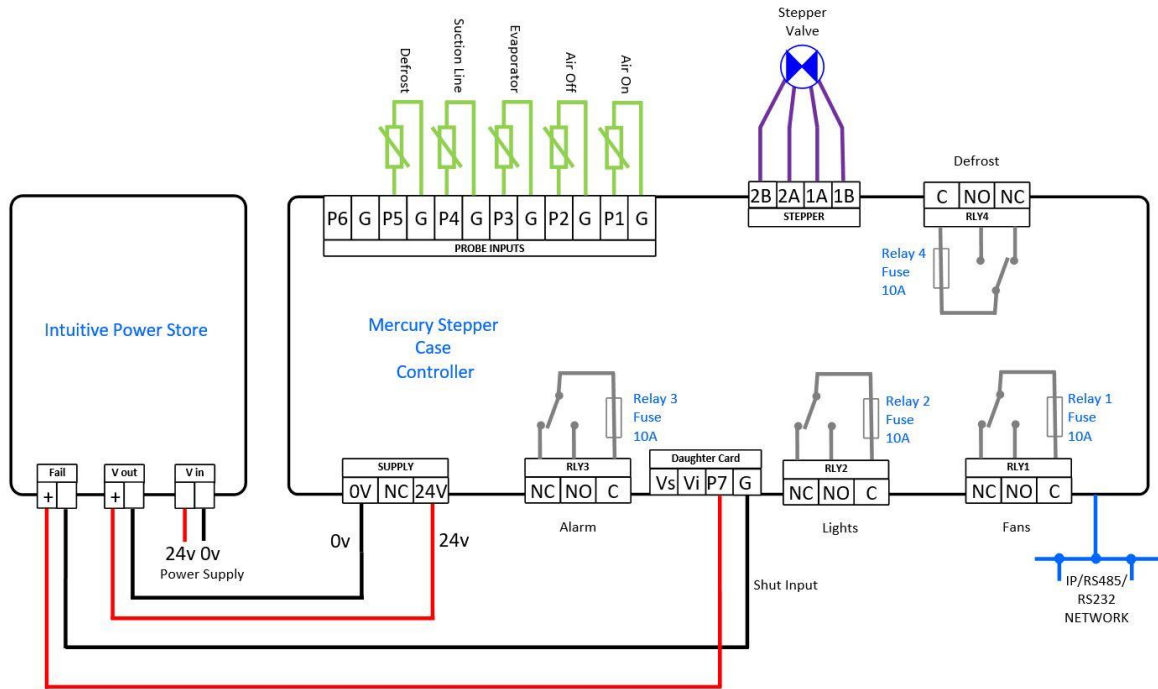 Stepper
Valve
Defrost
Suction Line
Evaporator
Air Off
Air On
Defrost
2B 2A 1A 1B
STEPPER
C NO NC
RLY4
P6 G P5 G P4 G P3 G P2 G P1 G
PROBE INPUTS
Relay 4
Fuse
10A
Intuitive Power Store
Mercury Stepper
Case
Controller
Relay 3
Fuse
10A
Relay 2
Fuse
10A
Relay 1
Fuse
10A
Fail
+
V out
+
V in
SUPPLY
0V NC 24V
RLY3
NC NO C
Daughter Card
Vs Vi P7 G
RLY2
NC NO C
RLY1
NC NO C
Alarm
Lights
Fans
24v 0v
Power Supply
0v
24v
Shut Input
IP/RS485/
RS232
NETWORK